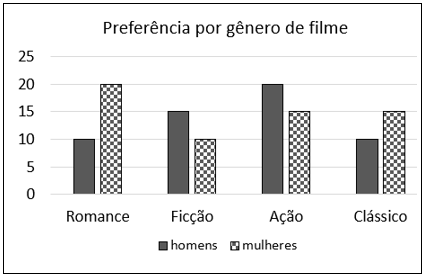 Preferência por gênero de filme
25
20
15
10
5
0
Romance Ficção Ação Clássico
homens mulheres